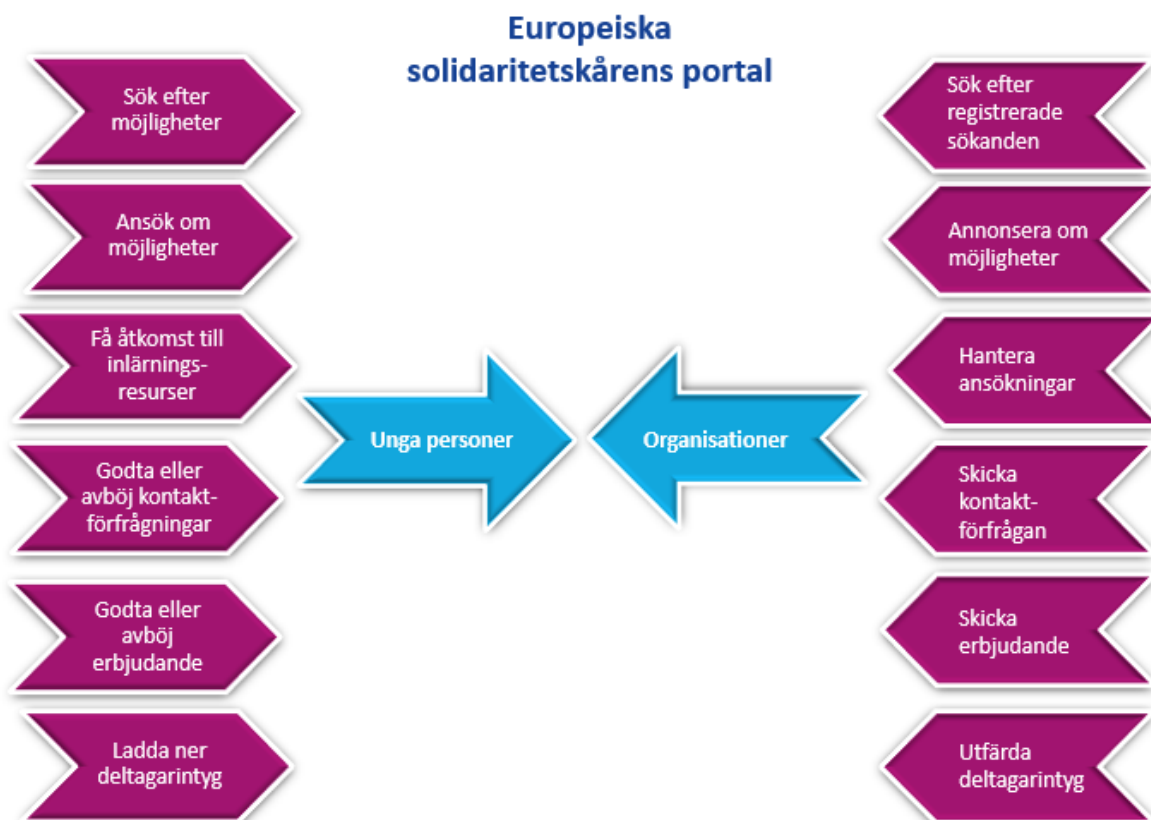 Europeiska
solidaritetskårens portal
Sök efter
möjligheter
Ansök om
möjligheter
Få åtkomst till
inlärnings-
resurser
Godta eller
avböj kontakt-
förfrågningar
Godta eller
avböj
erbjudande
Ladda ner
deltagarintyg
Unga personer
Organisationer
Sök efter
registrerade
sökanden
Annonsera om
möjligheter
Hantera
ansökningar
Skicka
kontakt-
förfrågan
Skicka
erbjudande
Utfärda
deltagarintyg